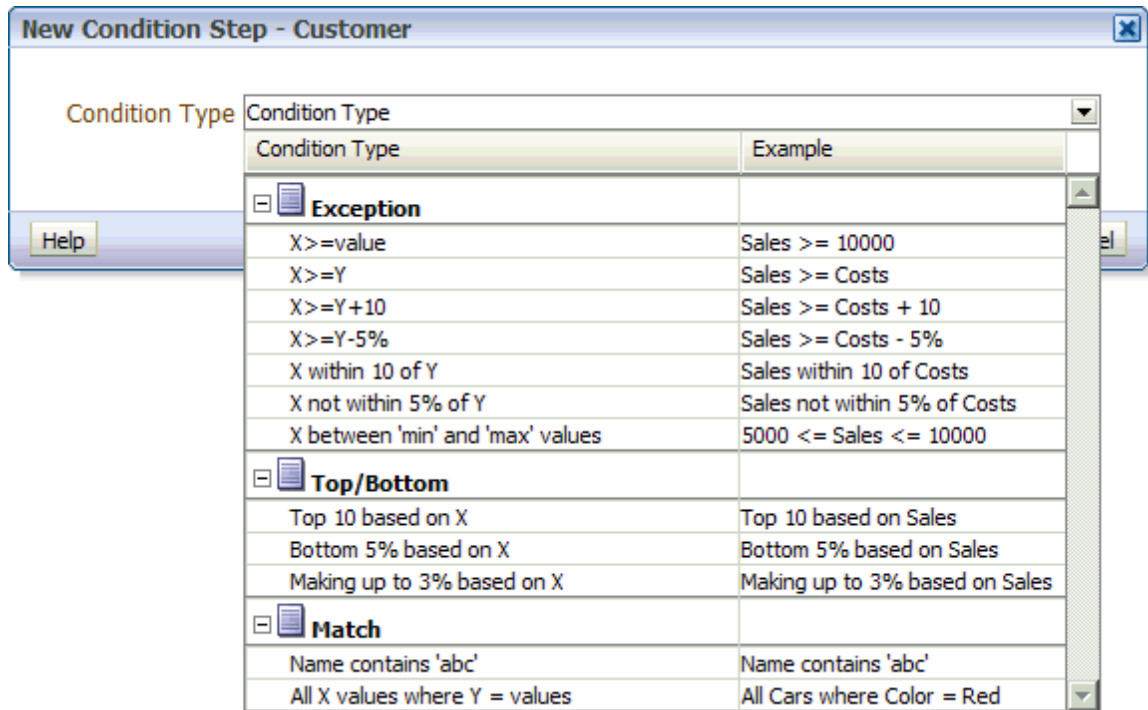 New Condition Step - Customer
Condition Type Condition Type
Condition Type Example
Exception
Help el
X>=value Sales >= 10000
X>=Y Sales >= Costs
X>=Y+10 Sales >= Costs + 10
X>=Y-5% Sales >= Costs - 5%
X within 10 of Y Sales within 10 of Costs
X not within 5% of Y Sales not within 5% of Costs
X between 'min' and 'max' values 5000 <= Sales <= 10000
Top/Bottom
Top 10 based on X Top 10 based on Sales
Bottom 5% based on X Bottom 5% based on Sales
Making up to 3% based on X Making up to 3% based on Sales
Match
Name contains 'abc' Name contains 'abc'
All X values where Y = values All Cars where Color = Red